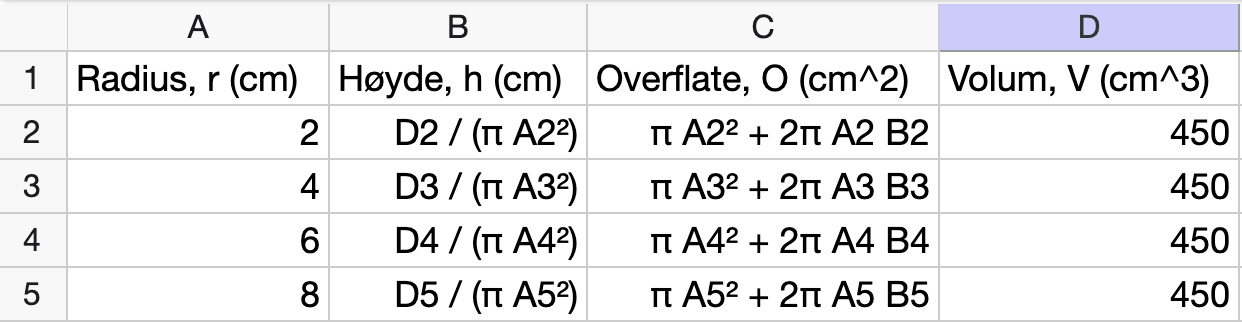 A B C D
1 Radius, r (cm) Høyde, h (cm) Overflate, O (cm^2) Volum, V (cm^3)
2 2 D2 / (π A2²) π A2² + 2π A2 B2 450
3 4 D3 / (π A3²) π A3² + 2π A3 B3 450
4 6 D4 / (π A4²) π A4² + 2π A4 B4 450
5 8 D5 / (π A5²) π A5² + 2π A5 B5 450